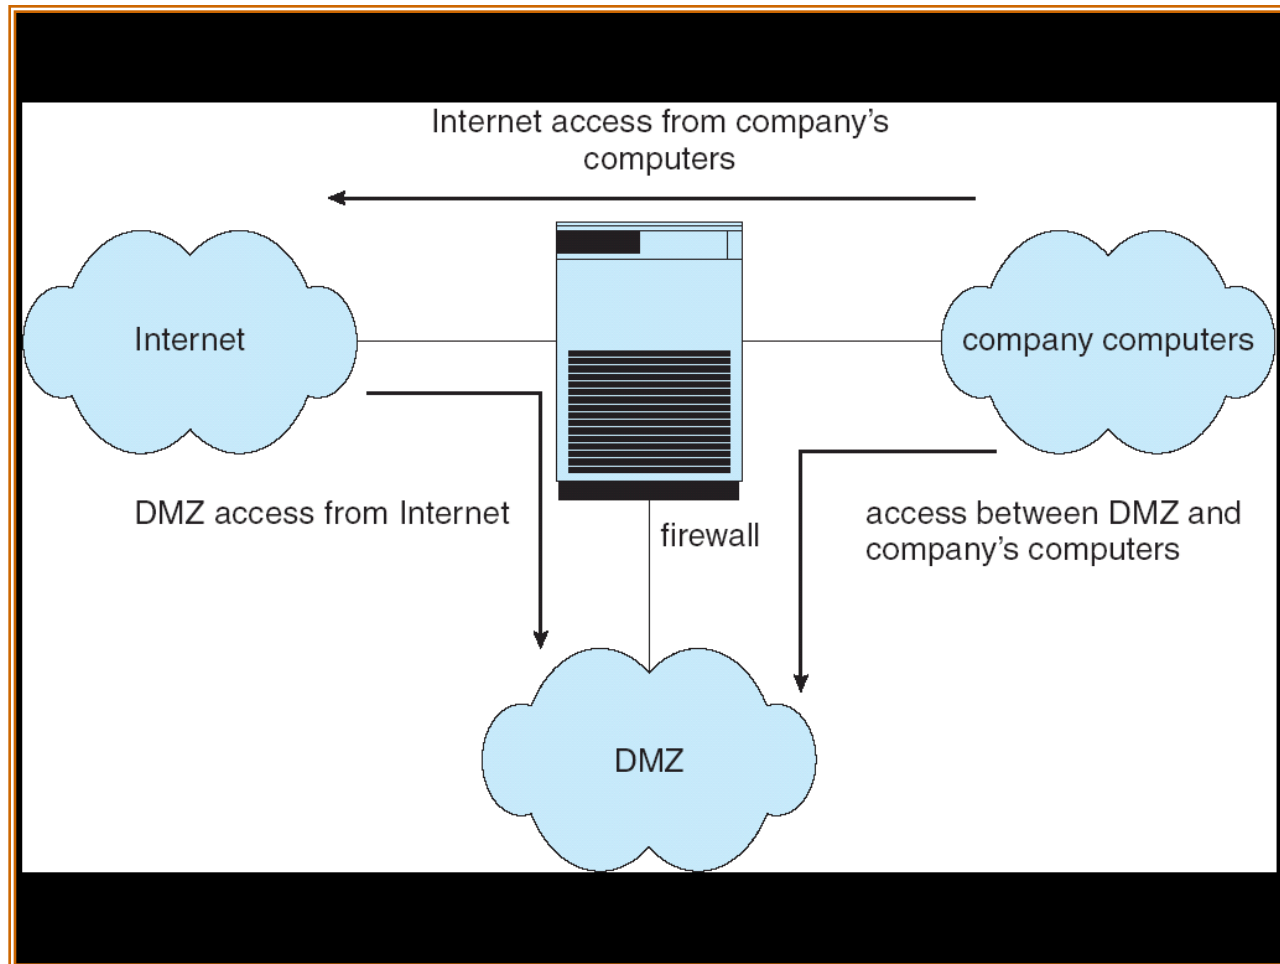 Internet access from company’s
computers
Internet
company computers
DMZ access from Internet
firewall
access between DMZ and
company’s computers
DMZ